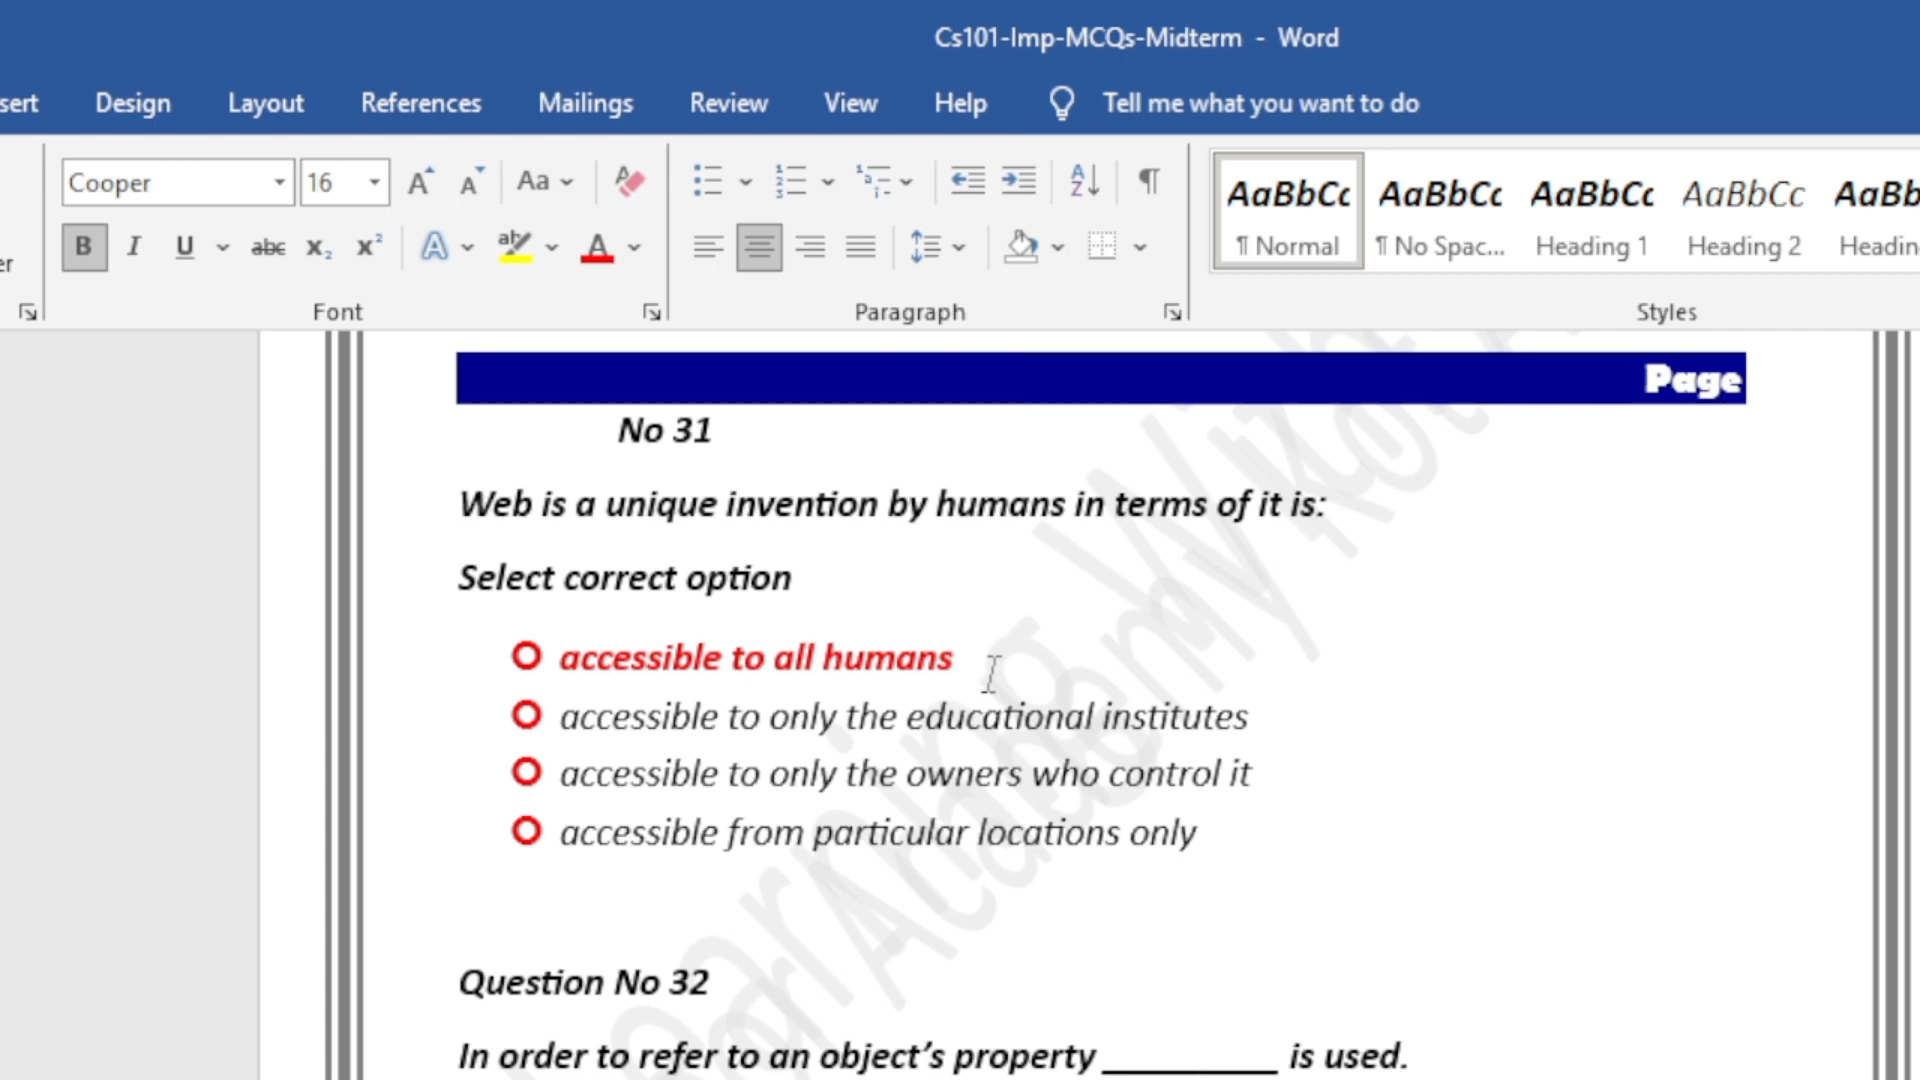 Cs101-Imp-MCQs-Midterm - Word
sert Design Layout References Mailings Review View Help Tell me what you want to do
Cooper 16 Aa
B I U abc x₂ x²
AaBbCc AaBbCc AaBbCc AaBbCc AaBb
¶ Normal ¶ No Spac... Heading 1 Heading 2 Headin
er
Font Paragraph Styles
Page
No 31
Web is a unique invention by humans in terms of it is:
Select correct option
accessible to all humans
accessible to only the educational institutes
accessible to only the owners who control it
accessible from particular locations only
Question No 32
In order to refer to an object’s property __________ is used.